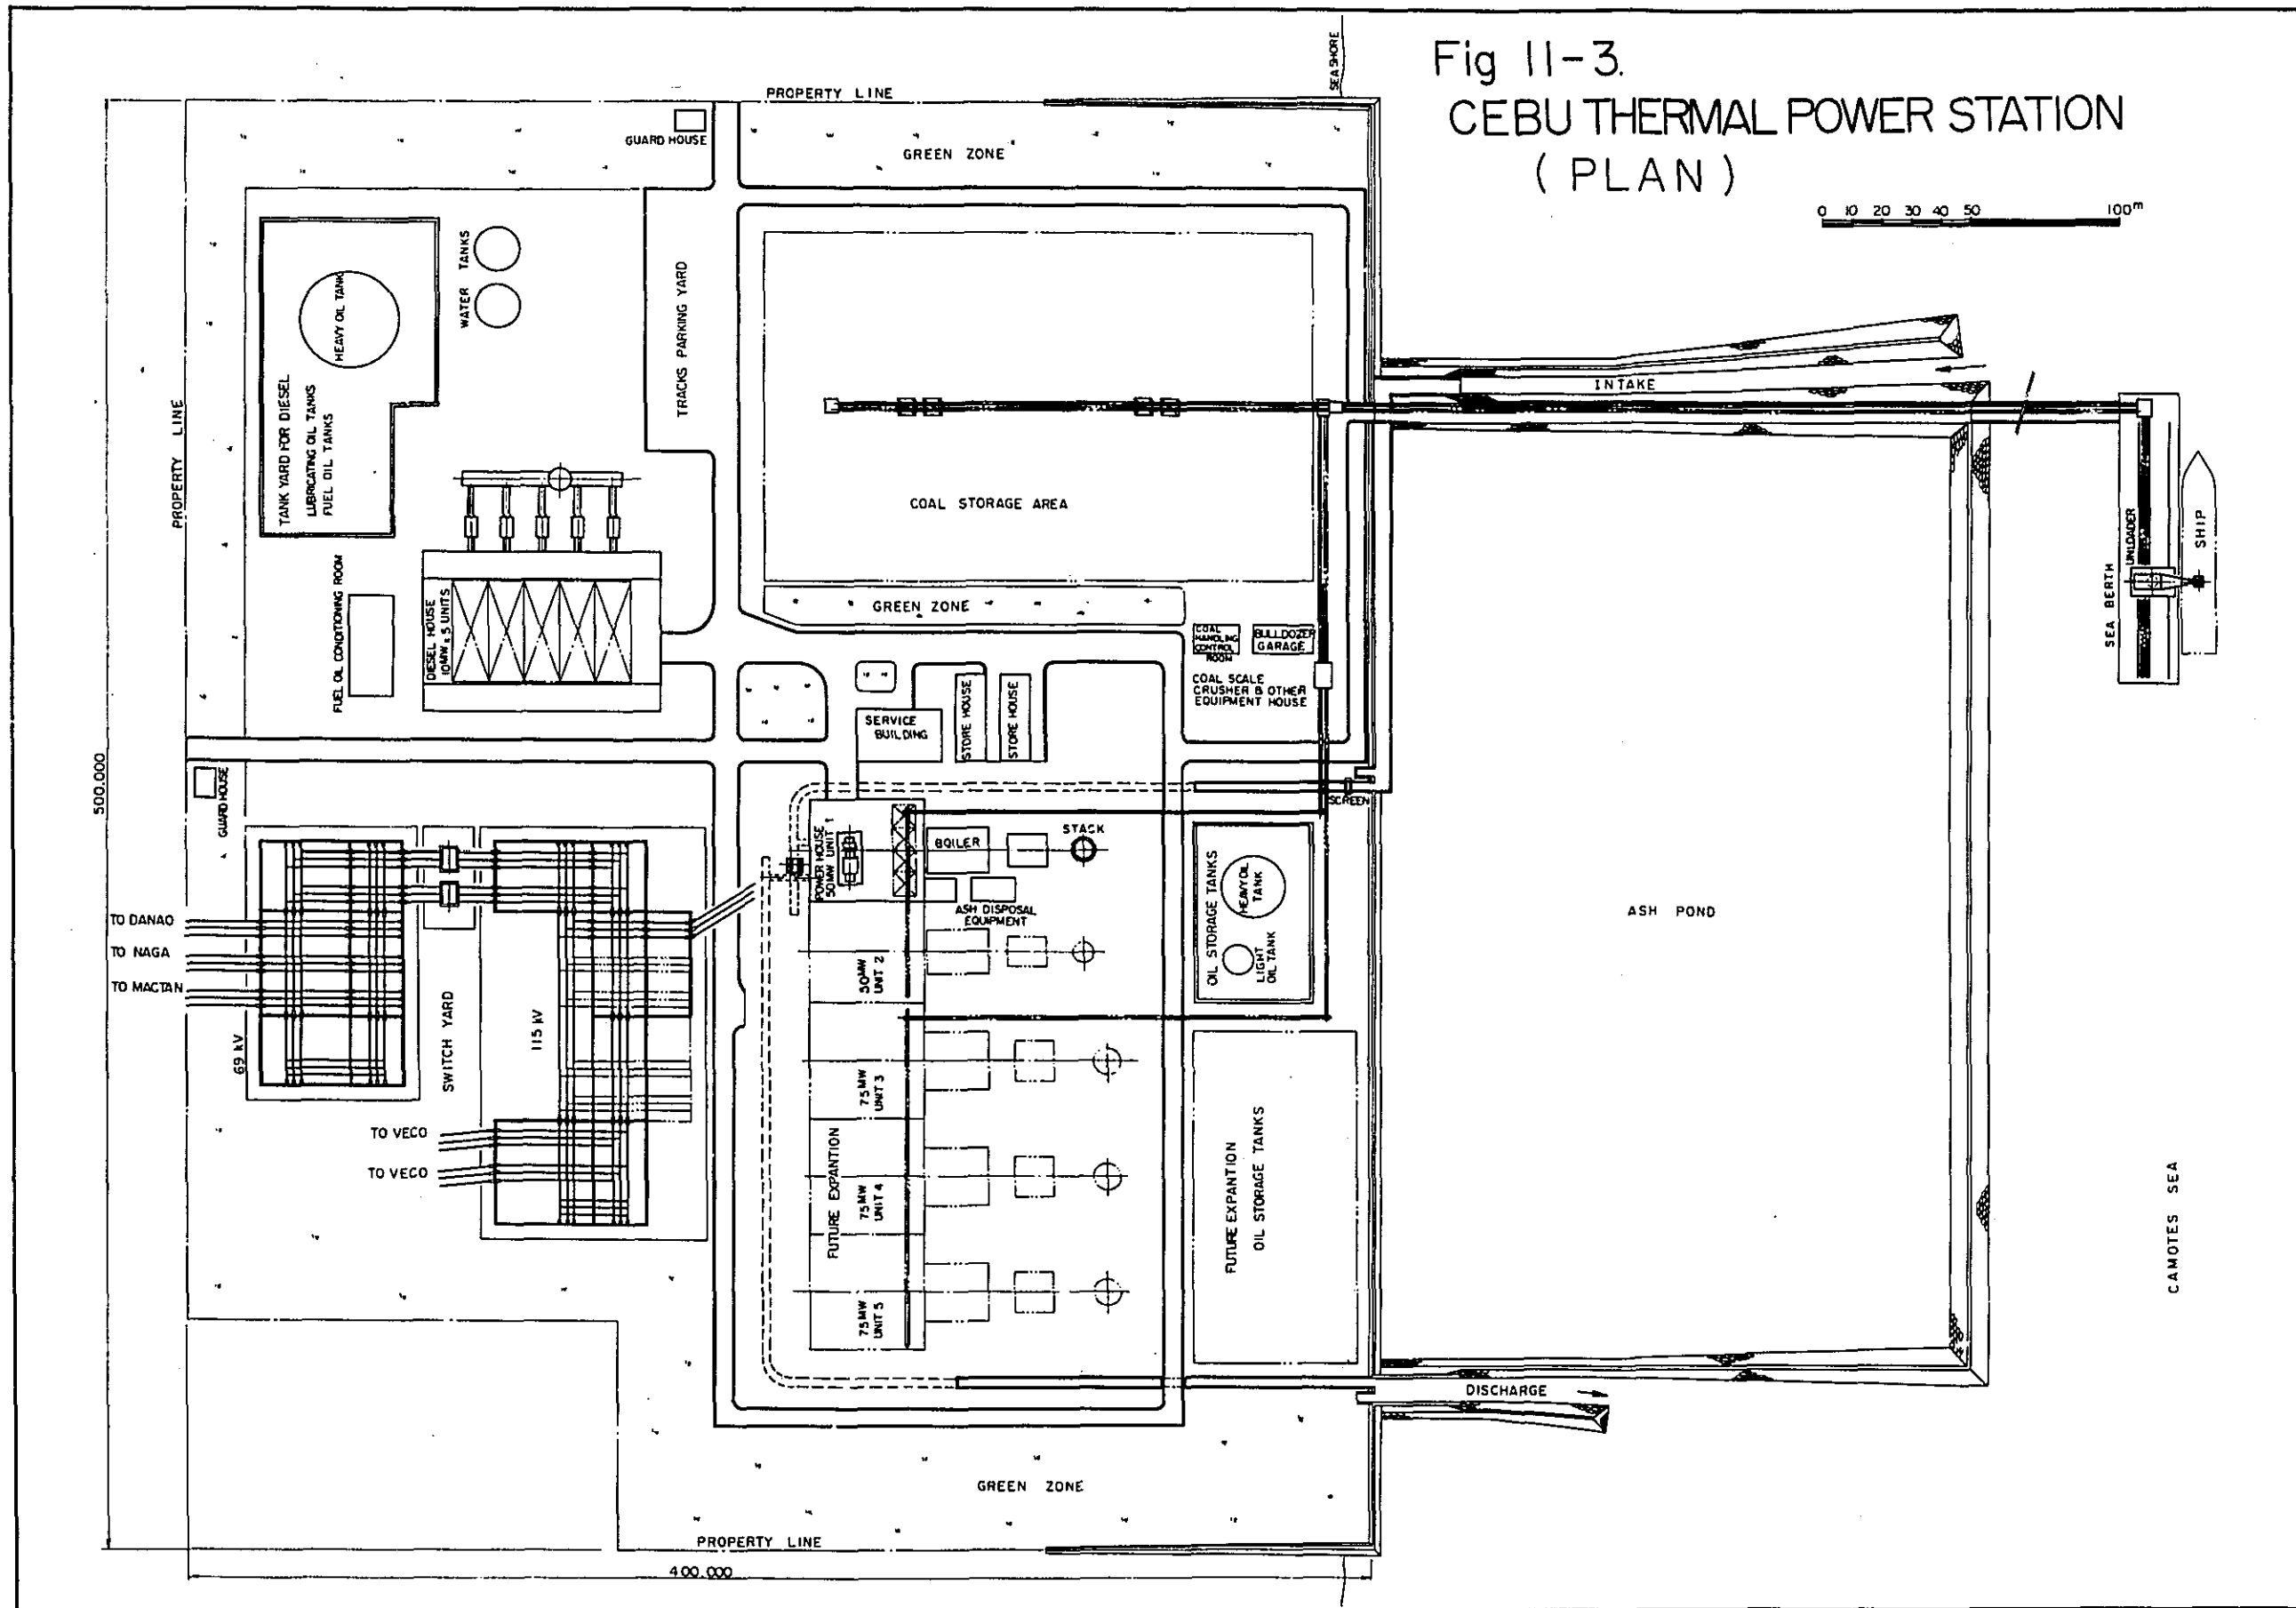 Fig 11-3.
CEBU THERMAL POWER STATION
( PLAN )
0 10 20 30 40 50 100m
SEA SHORE
PROPERTY LINE
GUARD HOUSE
GREEN ZONE
PROPERTY LINE
HEAVY OIL TANK
TANK YARD FOR DIESEL
LUBRICATING OIL TANKS
FUEL OIL TANKS
WATER TANKS
TRACKS PARKING YARD
COAL STORAGE AREA
INTAKE
SEA BERTH
UNLOADER
SHIP
FUEL OIL CONDITIONING ROOM
DIESEL HOUSE
10MW x 5 UNITS
GREEN ZONE
COAL
HANDLING
CONTROL
ROOM
BULLDOZER
GARAGE
COAL SCALE
CRUSHER & OTHER
EQUIPMENT HOUSE
SERVICE
BUILDING
STORE HOUSE
STORE HOUSE
500.000
GUARD HOUSE
SCREEN
POWER HOUSE
50MW UNIT 1
BOILER
STACK
ASH DISPOSAL
EQUIPMENT
OIL STORAGE TANKS
HEAVY OIL
TANK
LIGHT
OIL TANK
ASH POND
TO DANAO
TO NAGA
TO MACTAN
69 kV
SWITCH YARD
115 kV
50MW
UNIT 2
75MW
UNIT 3
TO VECO
TO VECO
FUTURE EXPANTION
75MW
UNIT 4
75MW
UNIT 5
FUTURE EXPANTION
OIL STORAGE TANKS
CAMOTES SEA
DISCHARGE
GREEN ZONE
PROPERTY LINE
400.000